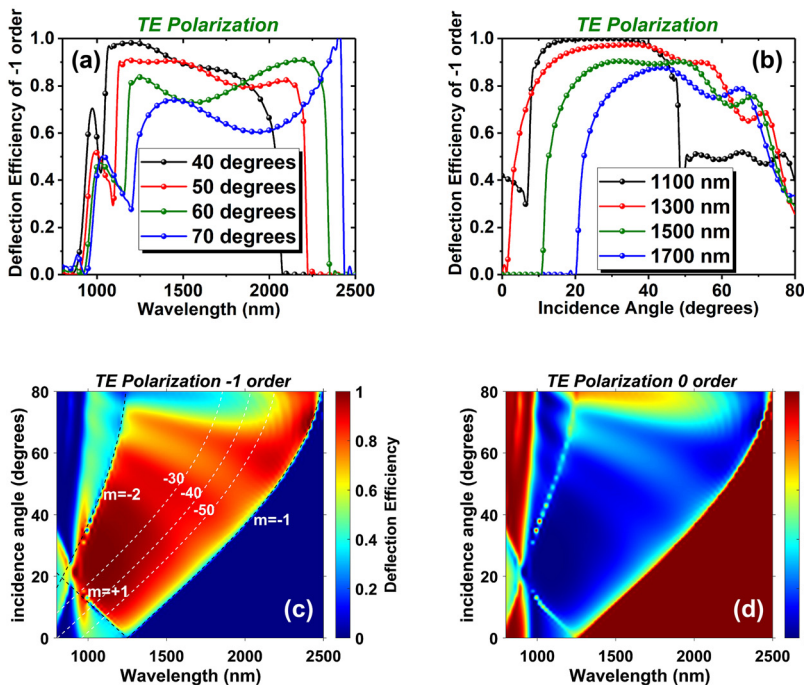 TE Polarization
(a)
Deflection Efficiency of -1 order
1.0
0.8
0.6
0.4
0.2
0.0
40 degrees
50 degrees
60 degrees
70 degrees
1000
1500
2000
2500
Wavelength (nm)
TE Polarization
(b)
Deflection Efficiency of -1 order
1.0
0.8
0.6
0.4
0.2
0.0
1100 nm
1300 nm
1500 nm
1700 nm
0
20
40
60
80
Incidence Angle (degrees)
TE Polarization -1 order
incidence angle (degrees)
80
60
40
20
0
m=-2
-30
-40
-50
m=-1
m=+1
(c)
1000
1500
2000
2500
Wavelength (nm)
1
0.8
0.6
0.4
0.2
0
Deflection Efficiency
TE Polarization 0 order
incidence angle (degrees)
80
60
40
20
0
(d)
1000
1500
2000
2500
Wavelength (nm)